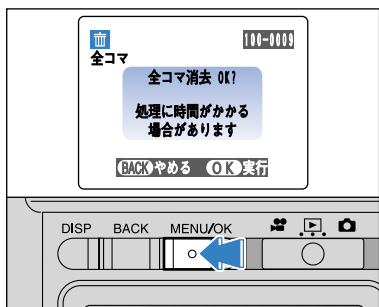 100-0009
全コマ
全コマ消去 OK?
処理に時間がかかる
場合があります
BACK やめる OK 実行
DISP BACK MENU/OK